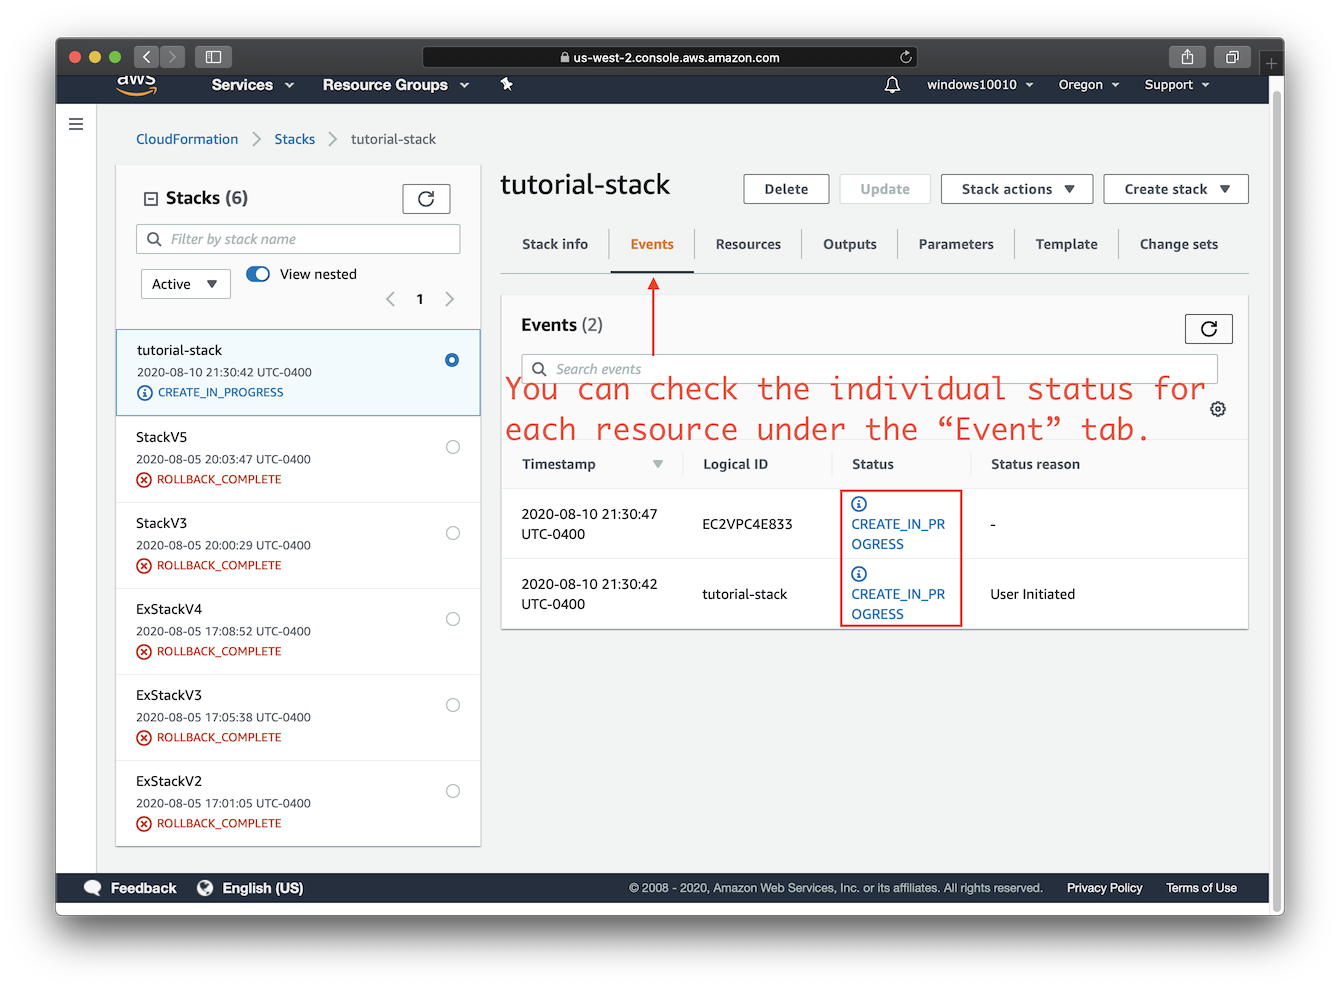 us-west-2.console.aws.amazon.com
aws
Services
Resource Groups
windows10010
Oregon
Support
CloudFormation
Stacks
tutorial-stack
Stacks (6)
Filter by stack name
Active
View nested
1
tutorial-stack
2020-08-10 21:30:42 UTC-0400
CREATE_IN_PROGRESS
StackV5
2020-08-05 20:03:47 UTC-0400
ROLLBACK_COMPLETE
StackV3
2020-08-05 20:00:29 UTC-0400
ROLLBACK_COMPLETE
ExStackV4
2020-08-05 17:08:52 UTC-0400
ROLLBACK_COMPLETE
ExStackV3
2020-08-05 17:05:38 UTC-0400
ROLLBACK_COMPLETE
ExStackV2
2020-08-05 17:01:05 UTC-0400
ROLLBACK_COMPLETE
tutorial-stack
Delete
Update
Stack actions
Create stack
Stack info
Events
Resources
Outputs
Parameters
Template
Change sets
Events (2)
Search events
You can check the individual status for
each resource under the “Event” tab.
Timestamp
Logical ID
Status
Status reason
2020-08-10 21:30:47
UTC-0400
EC2VPC4E833
CREATE_IN_PR
OGRESS
-
2020-08-10 21:30:42
UTC-0400
tutorial-stack
CREATE_IN_PR
OGRESS
User Initiated
Feedback
English (US)
© 2008 - 2020, Amazon Web Services, Inc. or its affiliates. All rights reserved.
Privacy Policy
Terms of Use